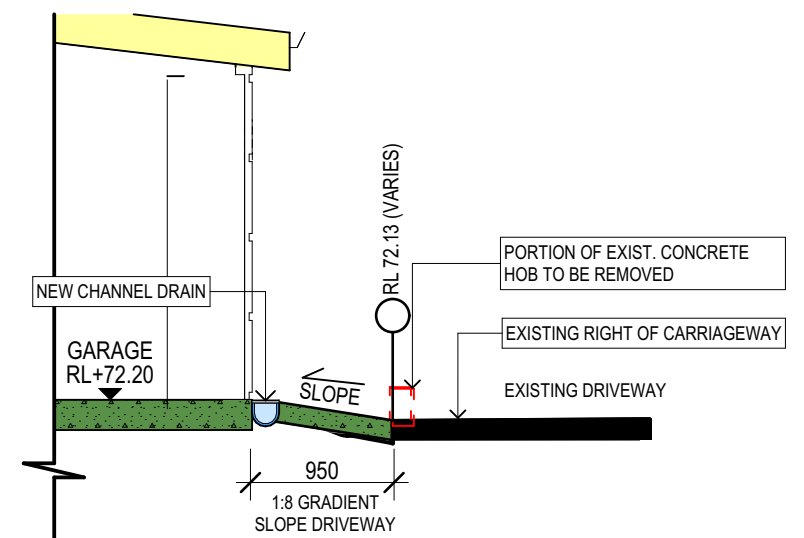 RL 72.13 (VARIES)
PORTION OF EXIST. CONCRETE
HOB TO BE REMOVED
NEW CHANNEL DRAIN
EXISTING RIGHT OF CARRIAGEWAY
GARAGE
RL+72.20
SLOPE
EXISTING DRIVEWAY
950
1:8 GRADIENT
SLOPE DRIVEWAY